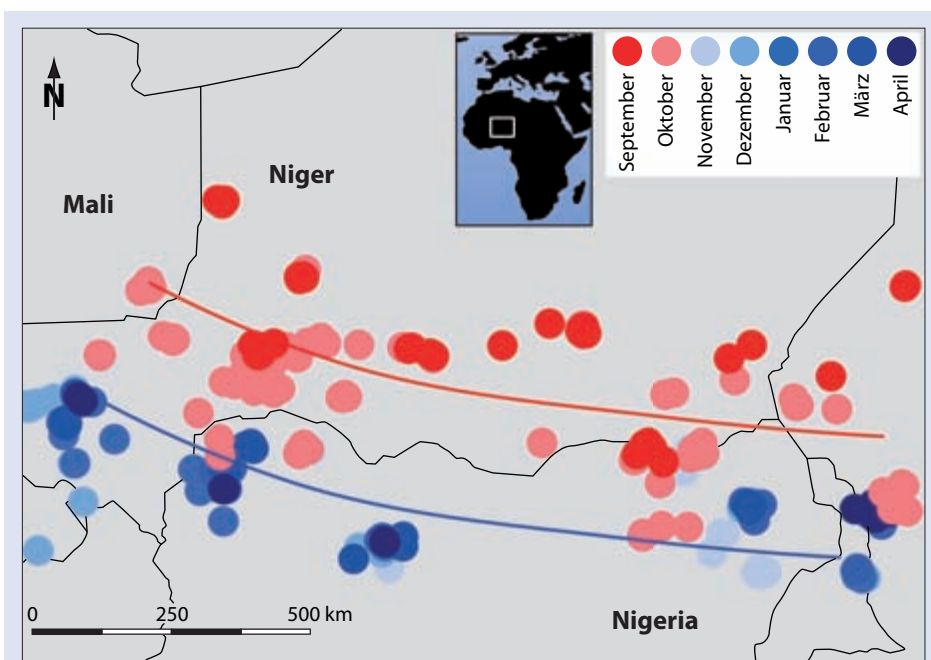 N
Mali
Niger
September
Oktober
November
Dezember
Januar
Februar
März
April
0 250 500 km
Nigeria